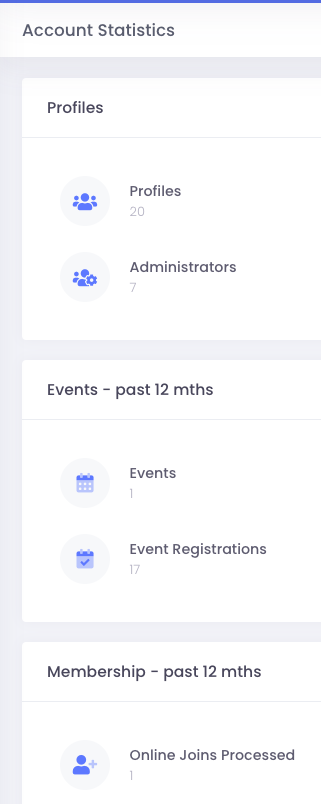 Account Statistics
Profiles
Profiles
20
Administrators
7
Events - past 12 mths
Events
1
Event Registrations
17
Membership - past 12 mths
Online Joins Processed
1